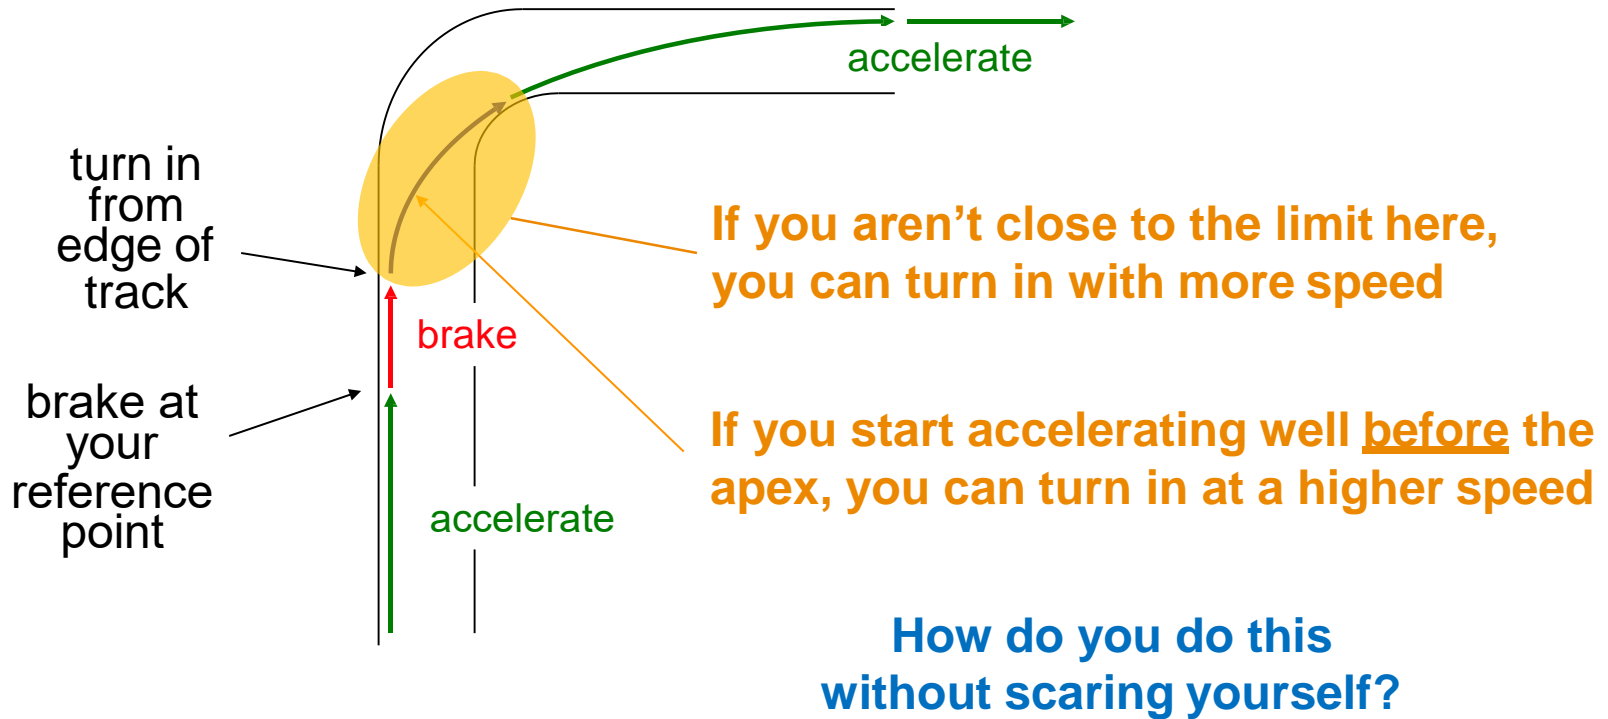 accelerate
turn in
from
edge of
track
If you aren’t close to the limit here,
you can turn in with more speed
brake
brake at
your
reference
point
If you start accelerating well before the
apex, you can turn in at a higher speed
accelerate
How do you do this
without scaring yourself?